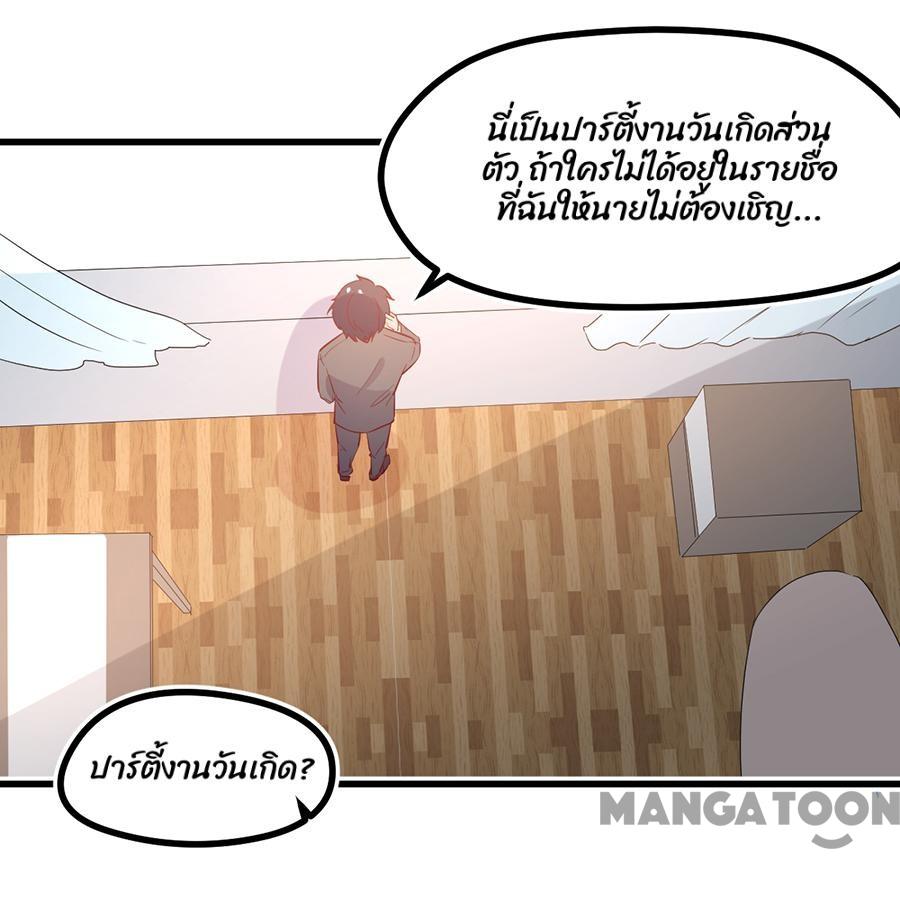 นี่เป็นปาร์ตี้งานวันเกิดส่วน
ตัว ถ้าใครไม่ได้อยู่ในรายชื่อ
ที่ฉันให้นายไม่ต้องเชิญ...
ปาร์ตี้งานวันเกิด?
MANGATOON